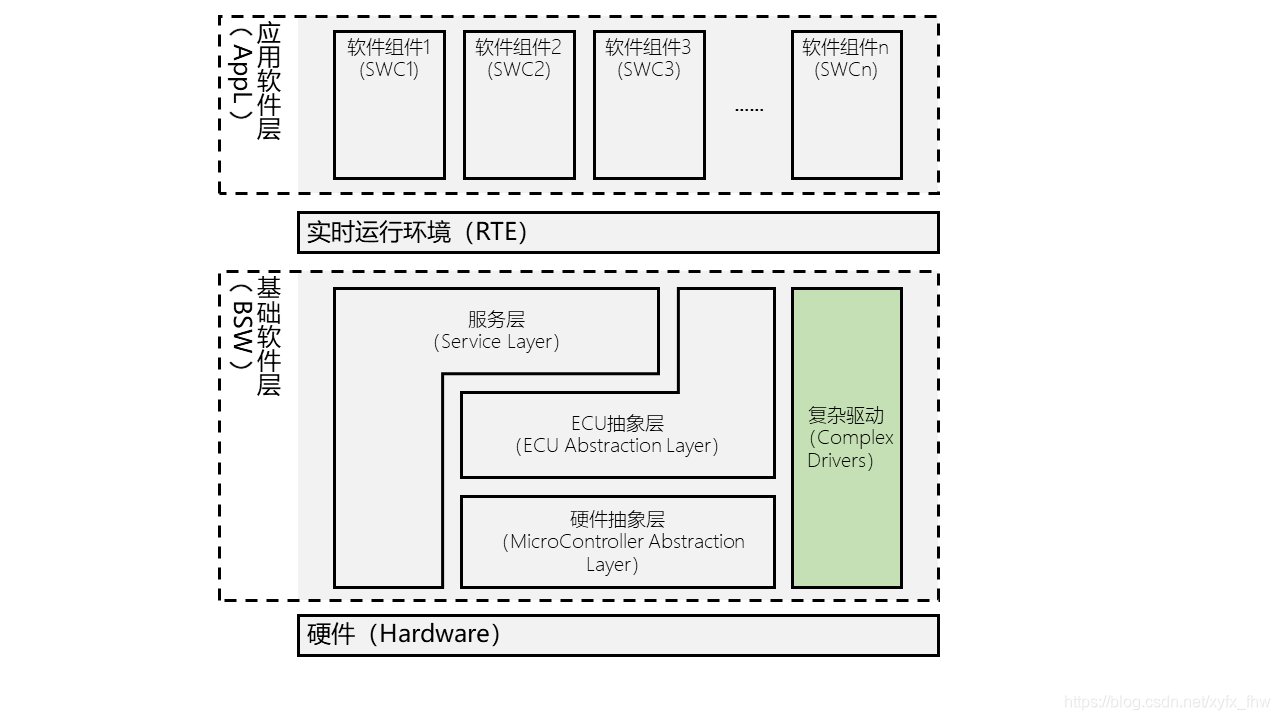 应用软件层
（AppL）
软件组件1
(SWC1)
软件组件2
(SWC2)
软件组件3
(SWC3)
......
软件组件n
(SWCn)
实时运行环境（RTE）
基础软件层
（BSW）
服务层
（Service Layer）
ECU抽象层
（ECU Abstraction Layer）
硬件抽象层
（MicroController Abstraction
Layer）
复杂驱动
（Complex
Drivers）
硬件（Hardware）
https://blog.csdn.net/xyfx_fhw